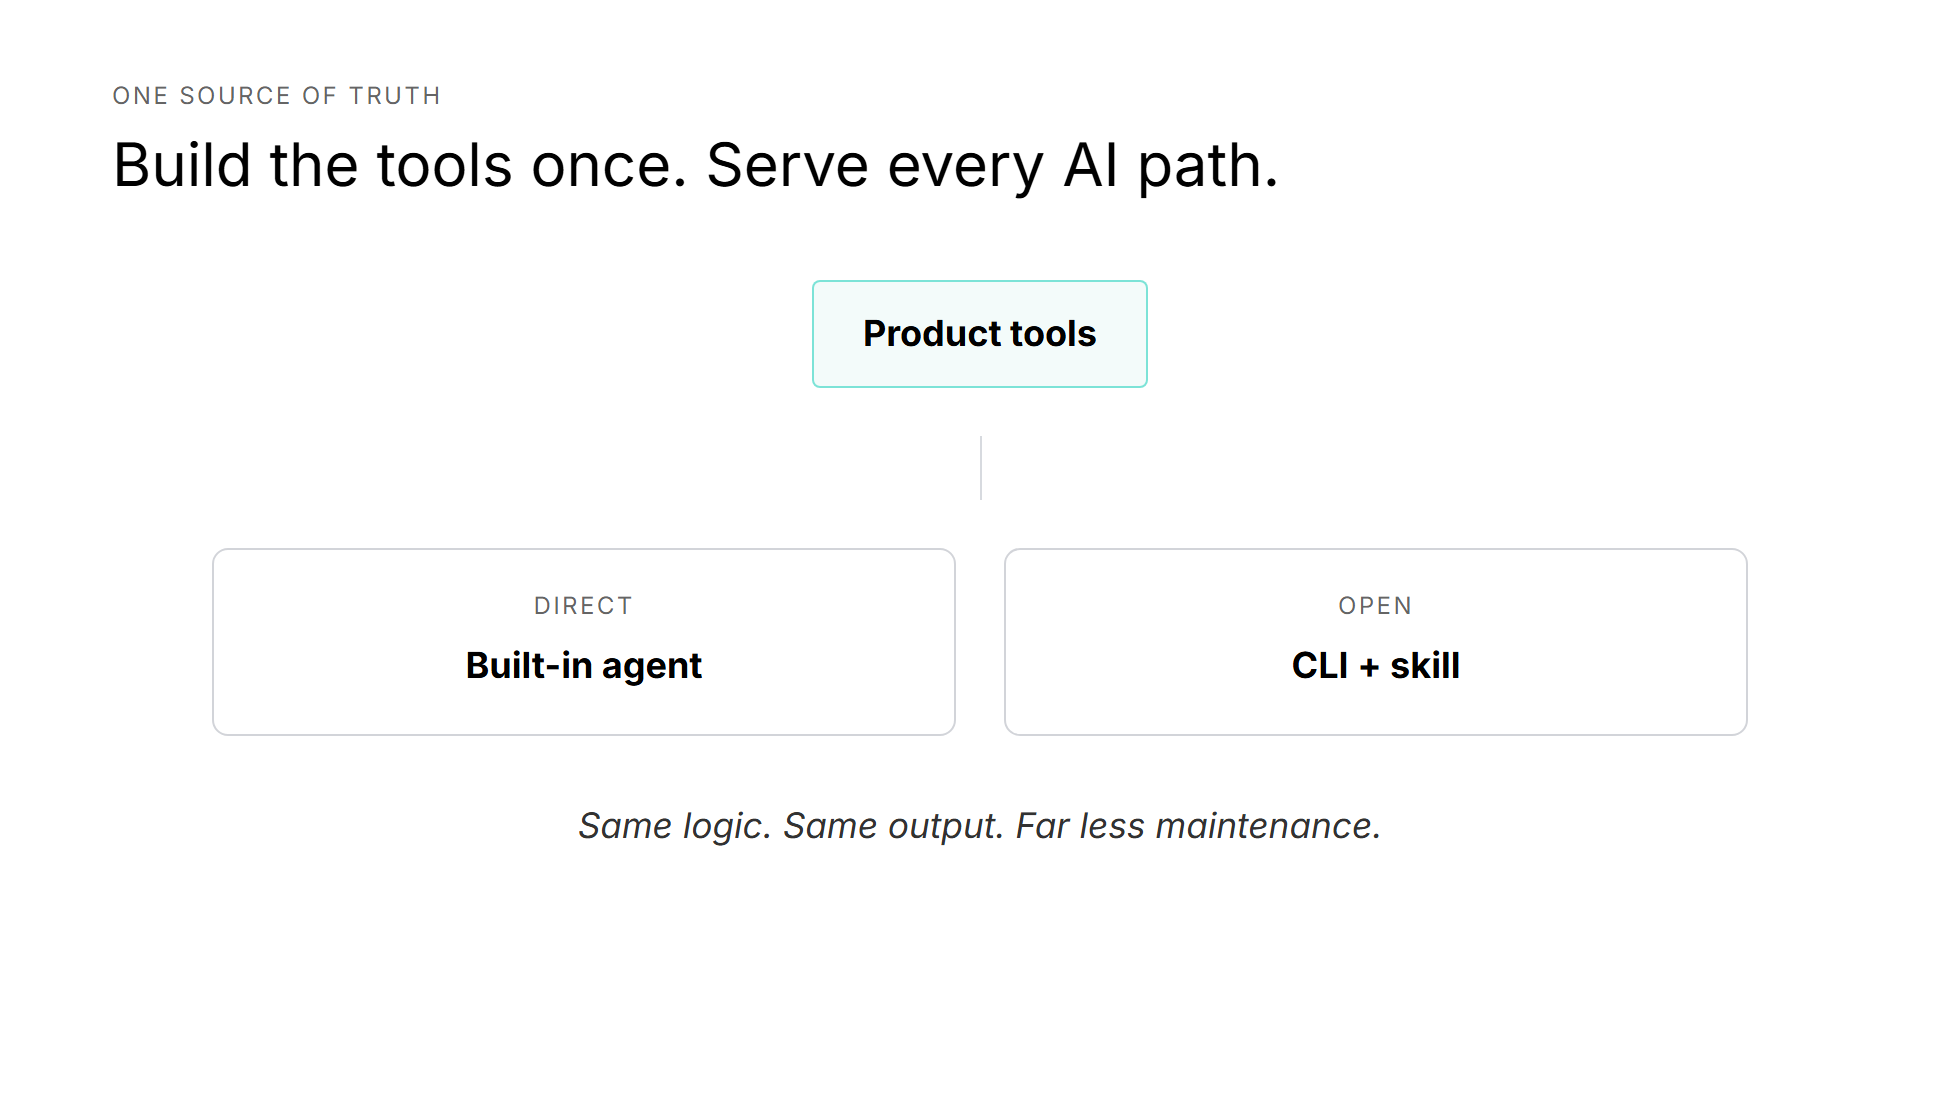 ONE SOURCE OF TRUTH
Build the tools once. Serve every AI path.
Product tools
DIRECT
Built-in agent
OPEN
CLI + skill
Same logic. Same output. Far less maintenance.